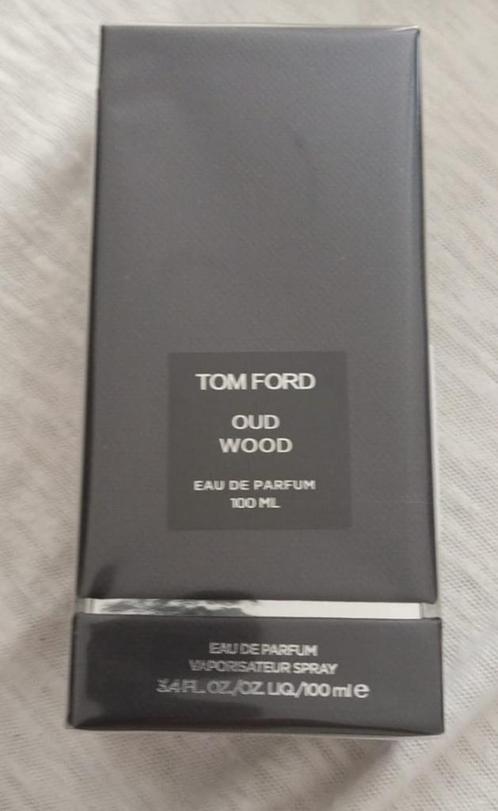 TOM FORD
OUD
WOOD
EAU DE PARFUM
100 ML
EAU DE PARFUM
VAPORISATEUR SPRAY
3.4 FL. OZ./OZ. LIQ./100 ml e